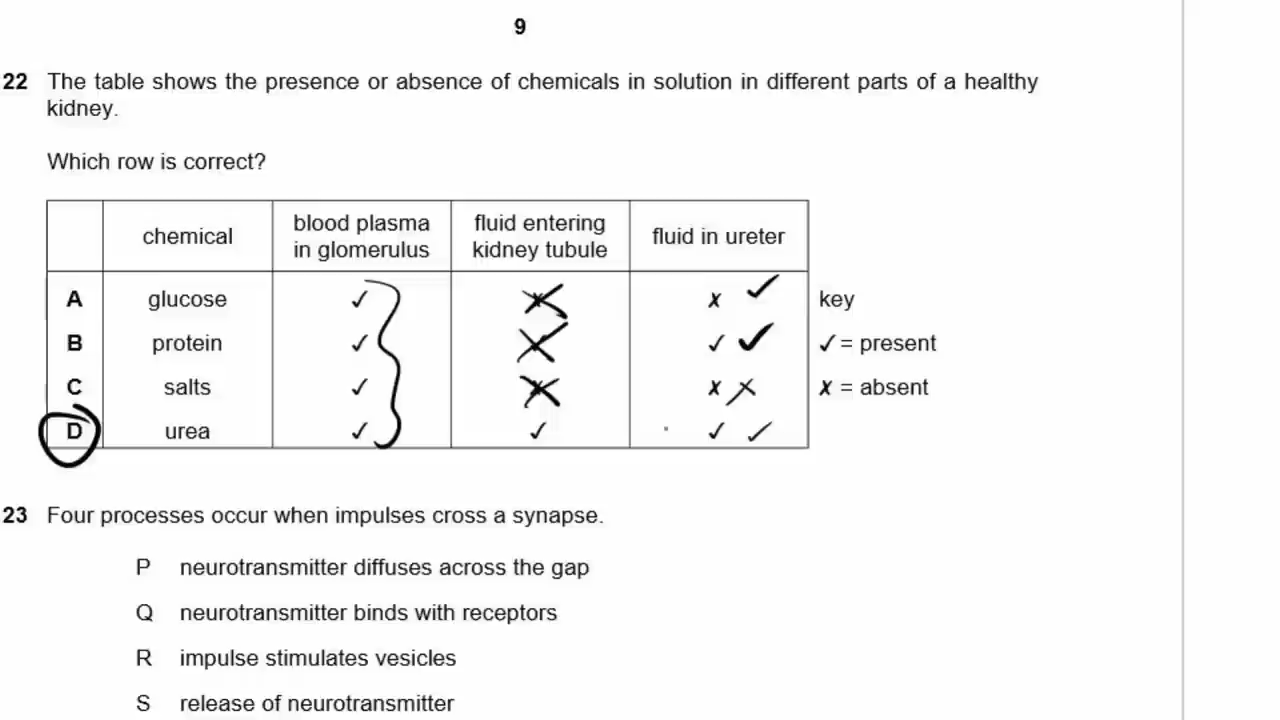 9
22 The table shows the presence or absence of chemicals in solution in different parts of a healthy
kidney.
Which row is correct?
chemical blood plasma in glomerulus fluid entering kidney tubule fluid in ureter
A glucose ✓ ✗ ✗ ✓ key
B protein ✓ ✓ ✓ ✓ ✓ = present
C salts ✓ ✗ ✗ ✗ ✗ = absent
D urea ✓ ✓ ✓ ✓
23 Four processes occur when impulses cross a synapse.
P neurotransmitter diffuses across the gap
Q neurotransmitter binds with receptors
R impulse stimulates vesicles
S release of neurotransmitter